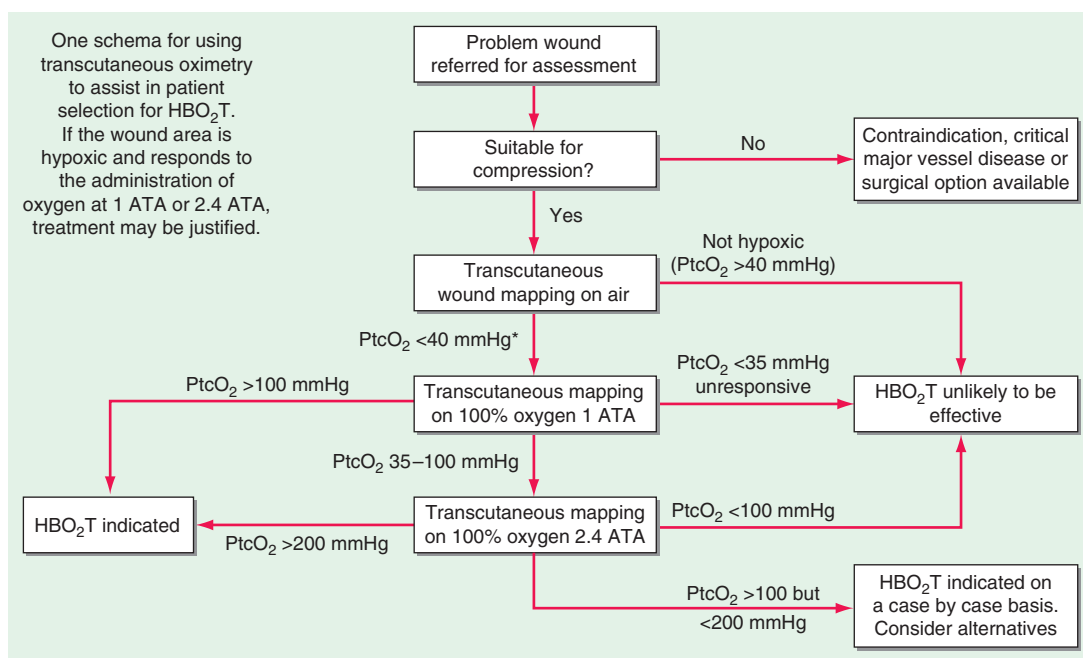 One schema for using
transcutaneous oximetry
to assist in patient
selection for HBO₂T.
If the wound area is
hypoxic and responds to
the administration of
oxygen at 1 ATA or 2.4 ATA,
treatment may be justified.
Problem wound
referred for assessment
Suitable for
compression?
No
Contraindication, critical
major vessel disease or
surgical option available
Yes
Transcutaneous
wound mapping on air
Not hypoxic
(PtcO₂ >40 mmHg)
PtcO₂ <40 mmHg*
PtcO₂ >100 mmHg
Transcutaneous mapping
on 100% oxygen 1 ATA
PtcO₂ <35 mmHg
unresponsive
HBO₂T unlikely to be
effective
PtcO₂ 35–100 mmHg
HBO₂T indicated
PtcO₂ >200 mmHg
Transcutaneous mapping
on 100% oxygen 2.4 ATA
PtcO₂ <100 mmHg
PtcO₂ >100 but
<200 mmHg
HBO₂T indicated on
a case by case basis.
Consider alternatives